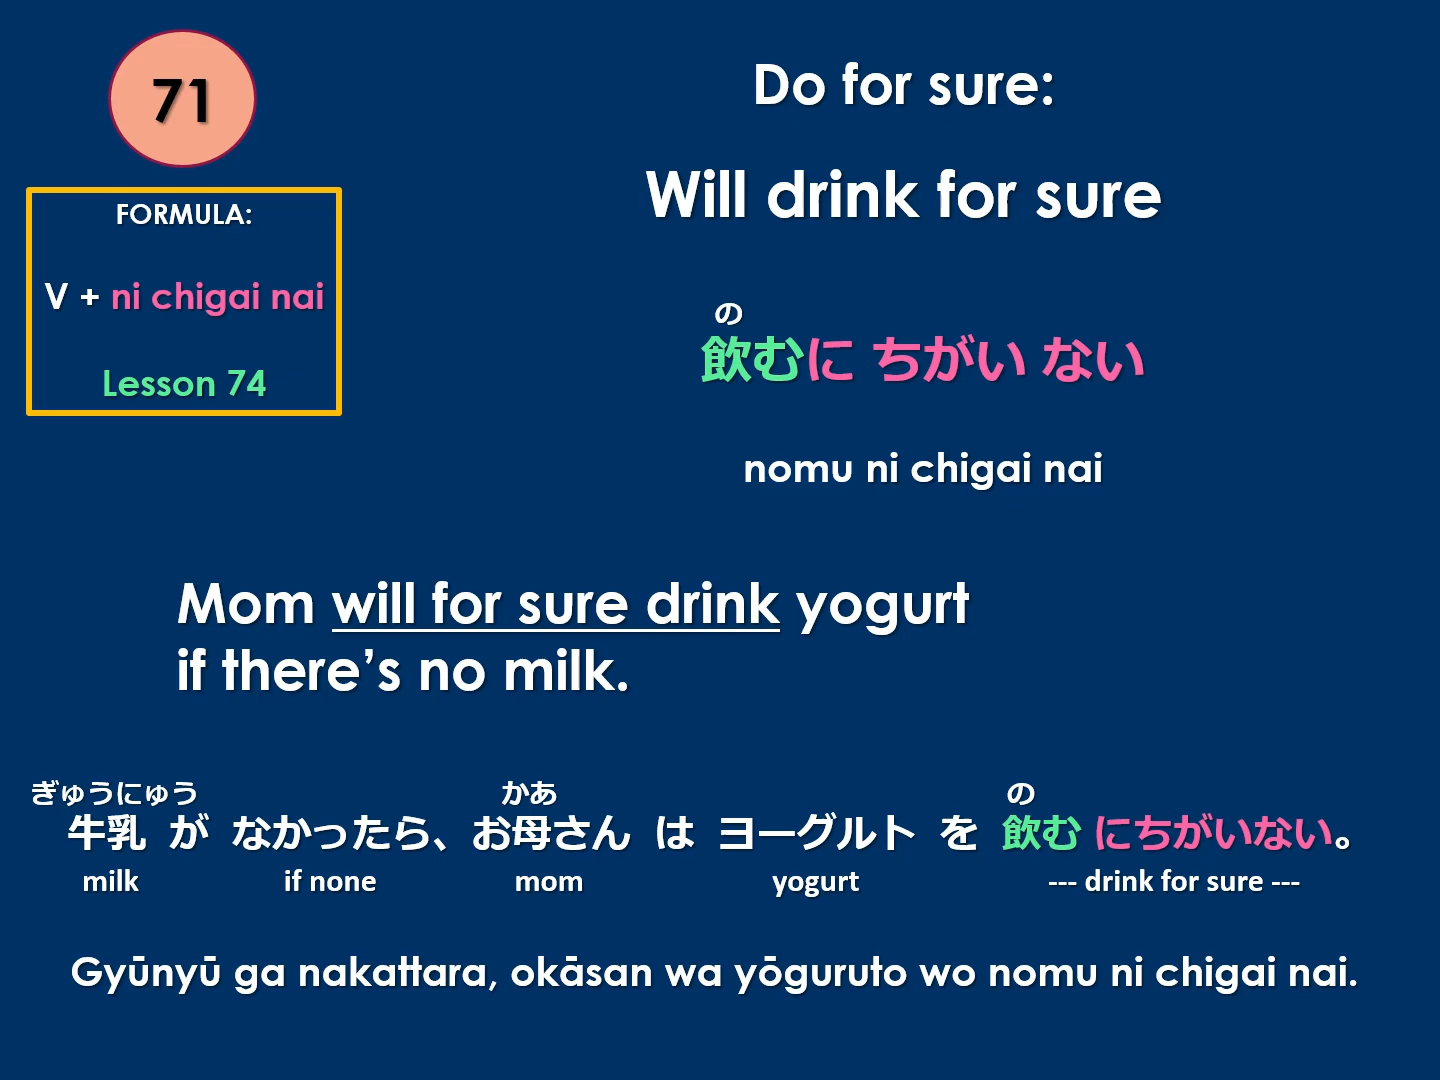 71
FORMULA:
V + ni chigai nai
Lesson 74
Do for sure:
Will drink for sure
の
飲むに ちがい ない
nomu ni chigai nai
Mom will for sure drink yogurt
if there’s no milk.
ぎゅうにゅう かあ の
牛乳 が なかったら、お母さん は ヨーグルト を 飲む にちがいない。
milk if none mom yogurt --- drink for sure ---
Gyūnyū ga nakattara, okāsan wa yōguruto wo nomu ni chigai nai.